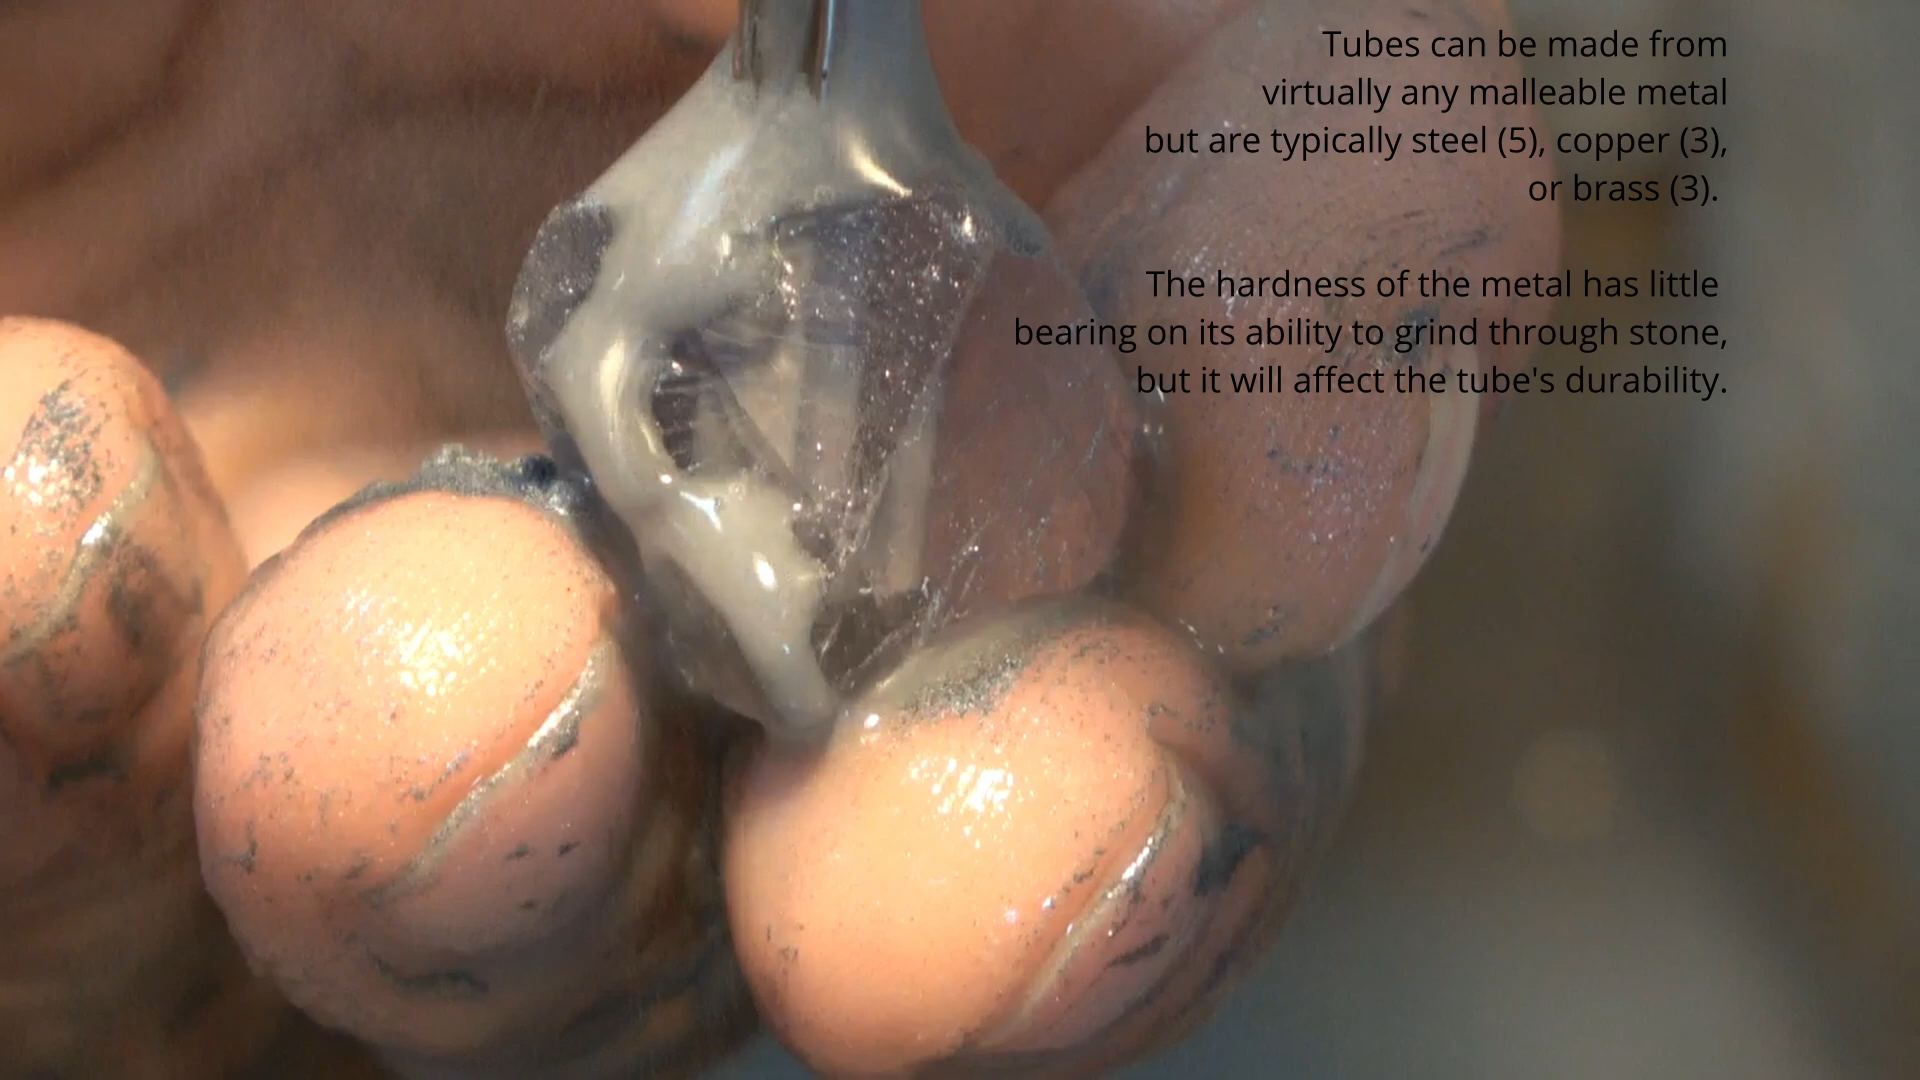 Tubes can be made from
virtually any malleable metal
but are typically steel (5), copper (3),
or brass (3).
The hardness of the metal has little
bearing on its ability to grind through stone,
but it will affect the tube's durability.